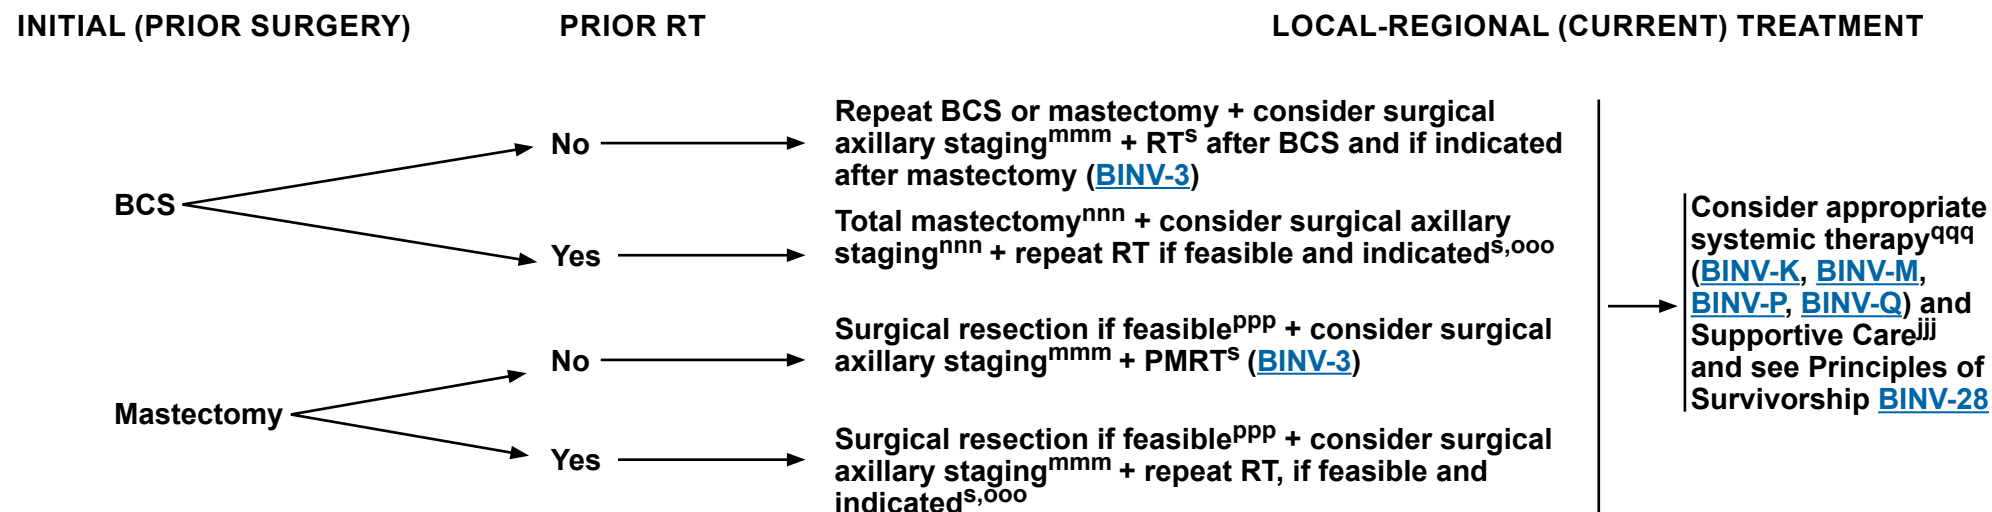 INITIAL (PRIOR SURGERY) PRIOR RT LOCAL-REGIONAL (CURRENT) TREATMENT
BCS
No
Repeat BCS or mastectomy + consider surgical
axillary stagingmmm + RTs after BCS and if indicated
after mastectomy (BINV-3)
Yes
Total mastectomynnn + consider surgical axillary
stagingnnn + repeat RT if feasible and indicateds,ooo
Mastectomy
No
Surgical resection if feasibleppp + consider surgical
axillary stagingmmm + PMRTs (BINV-3)
Yes
Surgical resection if feasibleppp + consider surgical
axillary stagingmmm + repeat RT, if feasible and
indicateds,ooo
Consider appropriate
systemic therapyqqq
(BINV-K, BINV-M,
BINV-P, BINV-Q) and
Supportive Carejjj
and see Principles of
Survivorship BINV-28